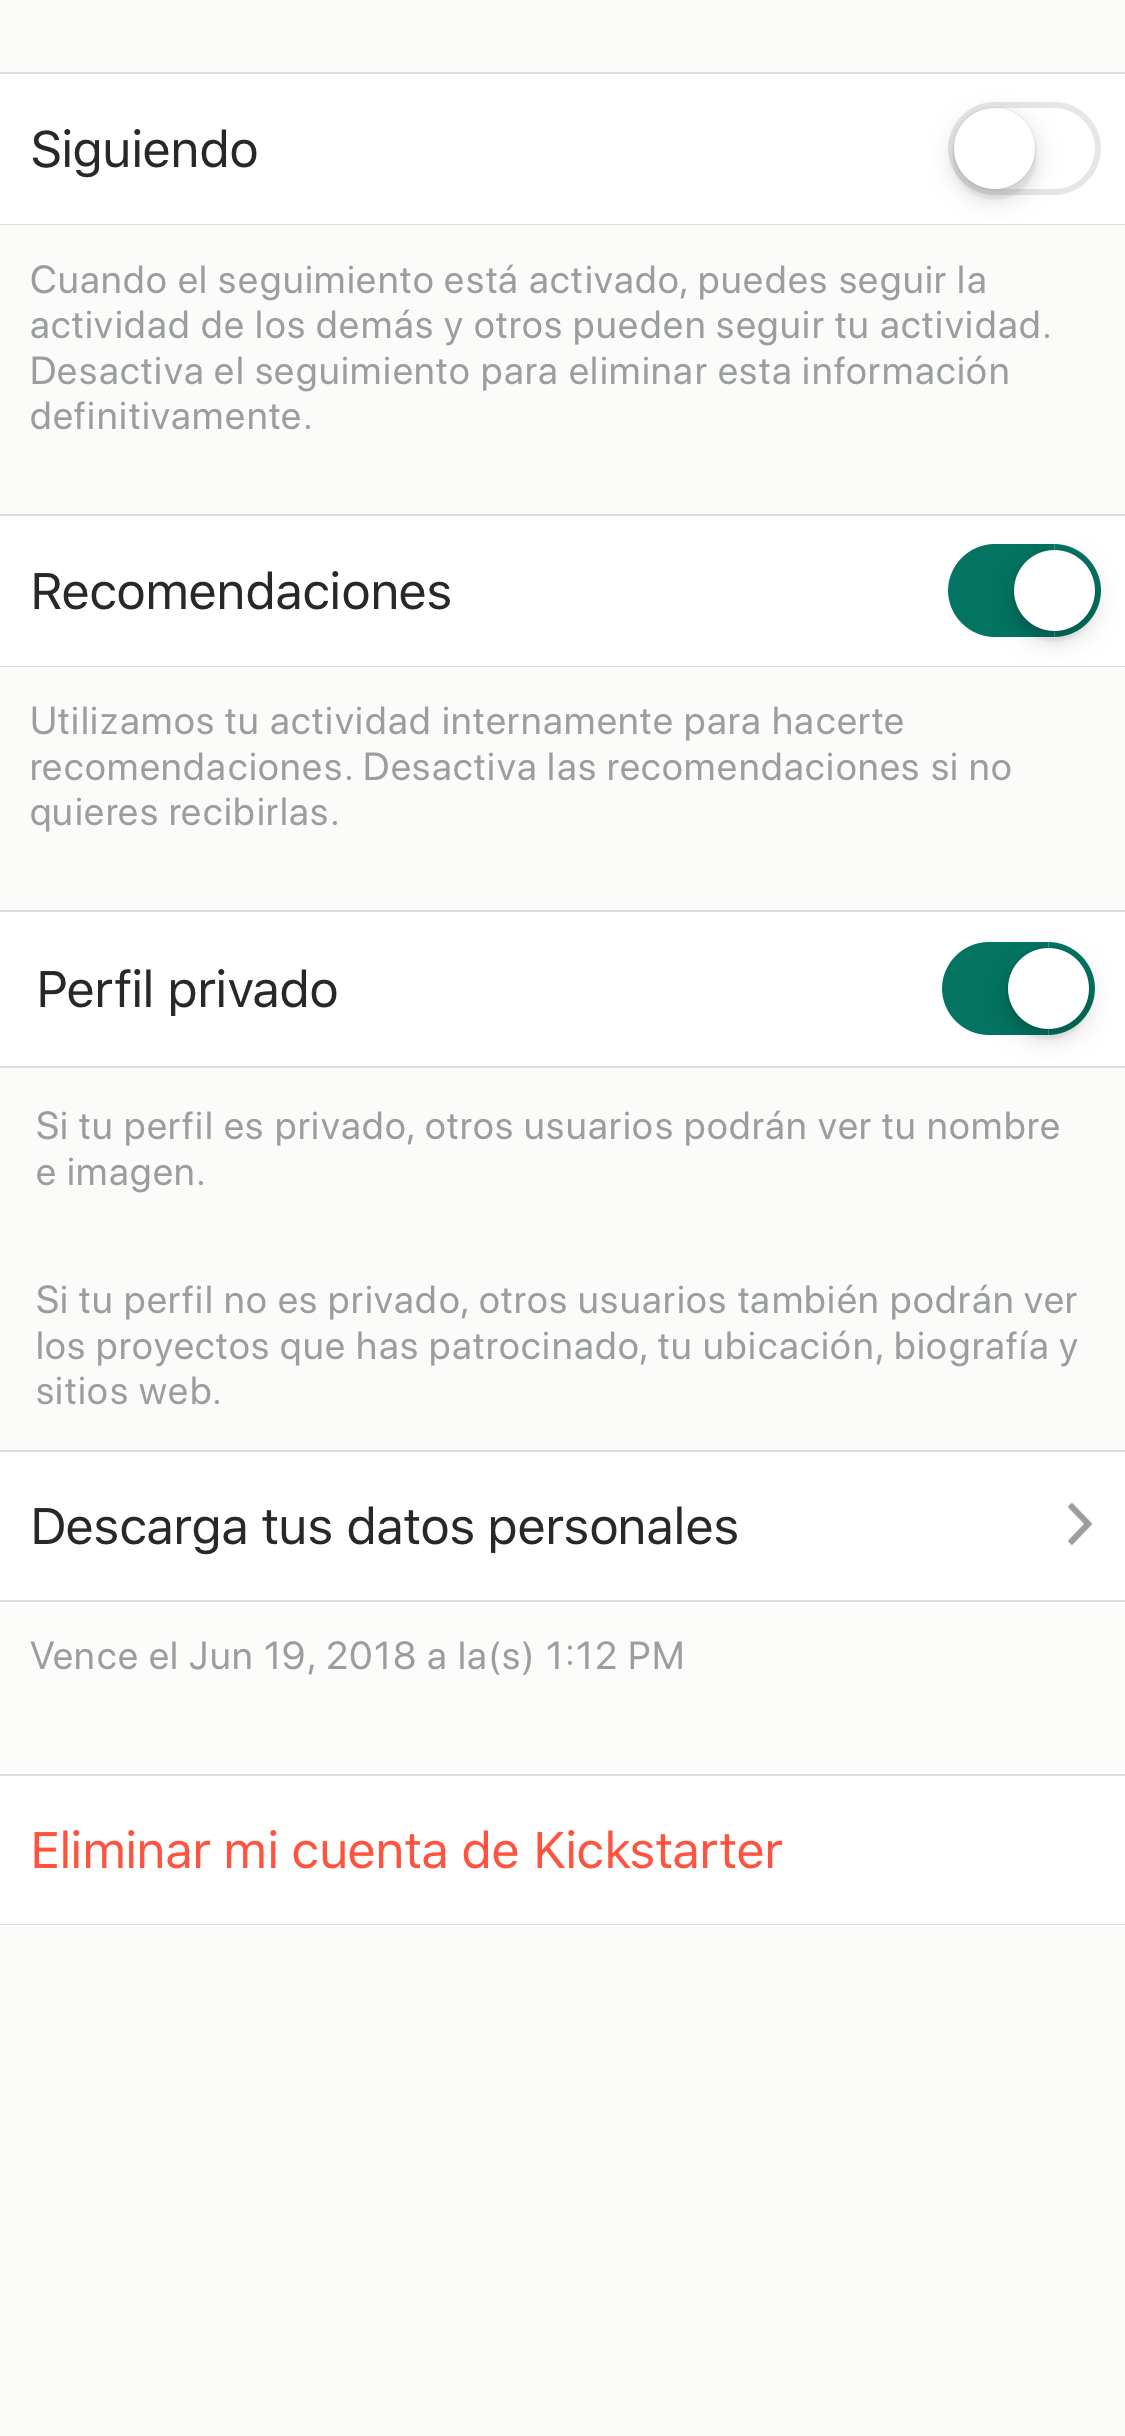 Siguiendo
Cuando el seguimiento está activado, puedes seguir la
actividad de los demás y otros pueden seguir tu actividad.
Desactiva el seguimiento para eliminar esta información
definitivamente.
Recomendaciones
Utilizamos tu actividad internamente para hacerte
recomendaciones. Desactiva las recomendaciones si no
quieres recibirlas.
Perfil privado
Si tu perfil es privado, otros usuarios podrán ver tu nombre
e imagen.
Si tu perfil no es privado, otros usuarios también podrán ver
los proyectos que has patrocinado, tu ubicación, biografía y
sitios web.
Descarga tus datos personales
Vence el Jun 19, 2018 a la(s) 1:12 PM
Eliminar mi cuenta de Kickstarter